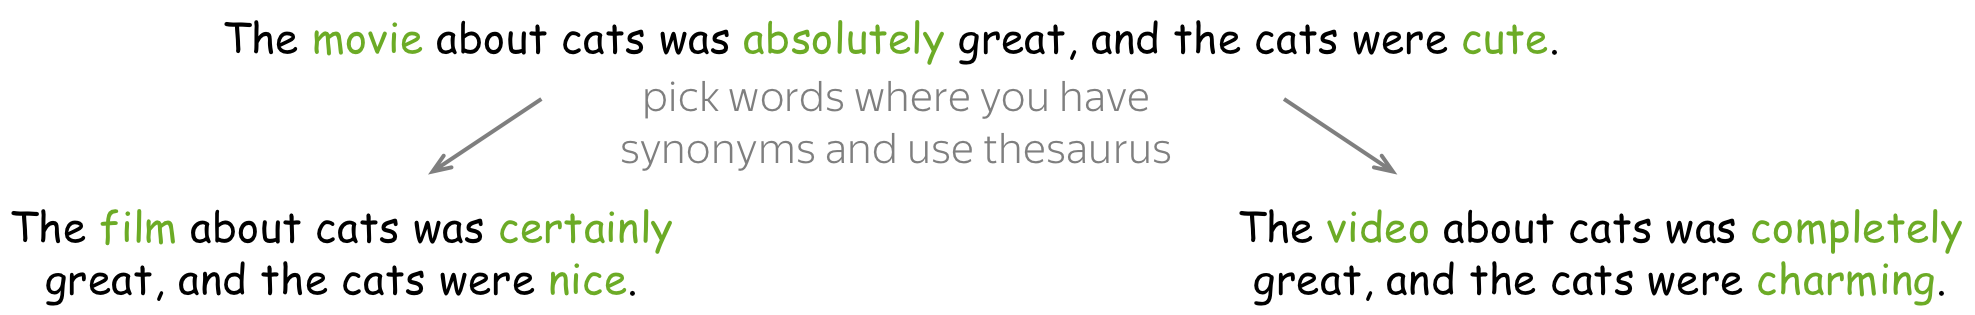 The movie about cats was absolutely great, and the cats were cute.
pick words where you have
synonyms and use thesaurus
The film about cats was certainly
great, and the cats were nice.
The video about cats was completely
great, and the cats were charming.